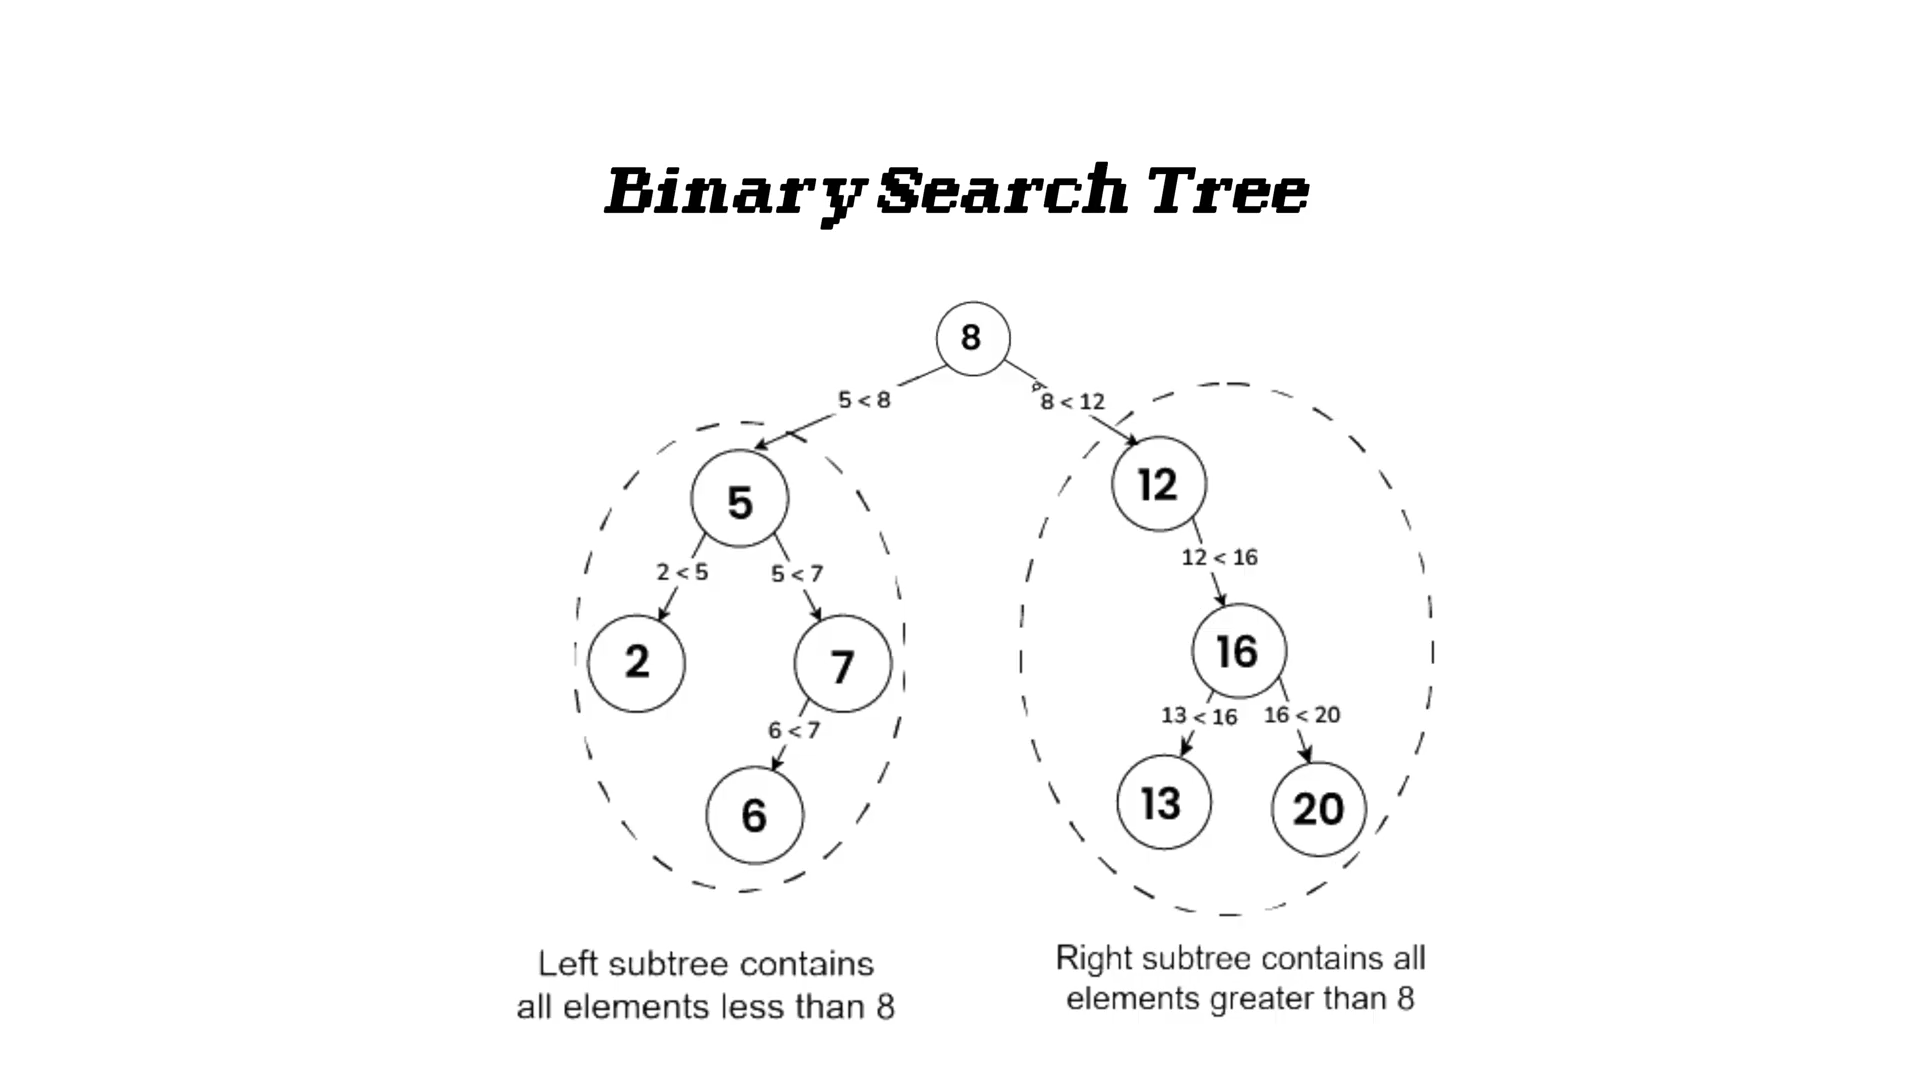 Binary Search Tree
8
5 < 8
8 < 12
5
12
2 < 5
5 < 7
12 < 16
2
7
16
6 < 7
13 < 16
16 < 20
6
13
20
Left subtree contains
all elements less than 8
Right subtree contains all
elements greater than 8